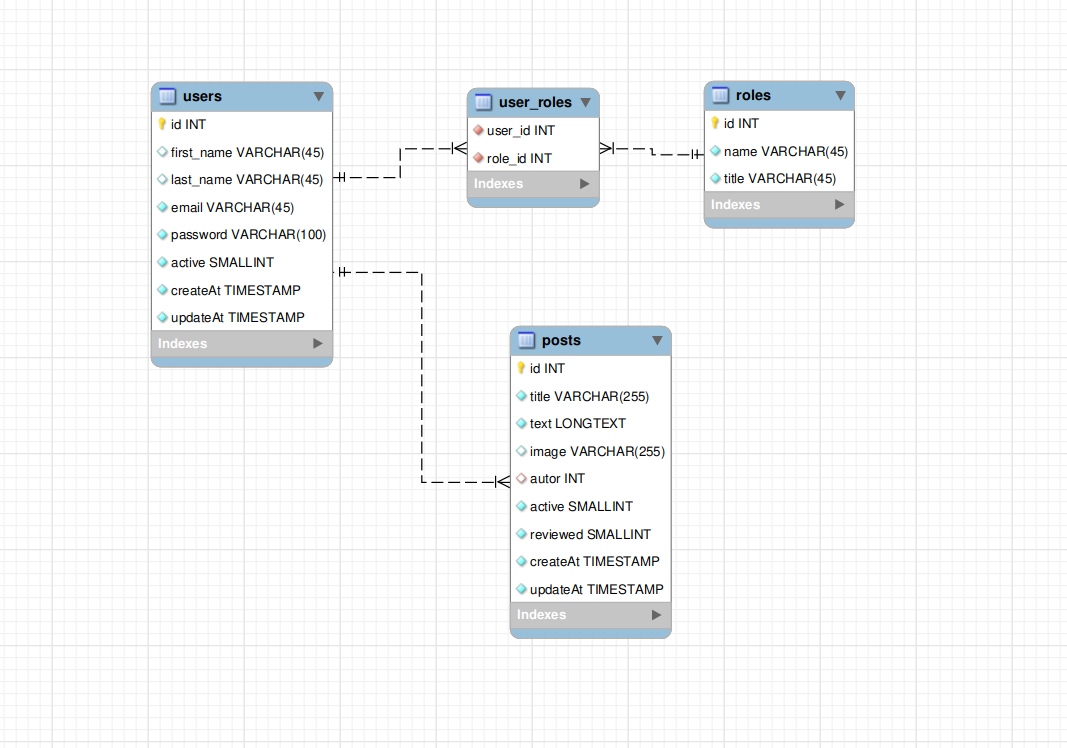 users
id INT
first_name VARCHAR(45)
last_name VARCHAR(45)
email VARCHAR(45)
password VARCHAR(100)
active SMALLINT
createAt TIMESTAMP
updateAt TIMESTAMP
Indexes
user_roles
user_id INT
role_id INT
Indexes
roles
id INT
name VARCHAR(45)
title VARCHAR(45)
Indexes
posts
id INT
title VARCHAR(255)
text LONGTEXT
image VARCHAR(255)
autor INT
active SMALLINT
reviewed SMALLINT
createAt TIMESTAMP
updateAt TIMESTAMP
Indexes